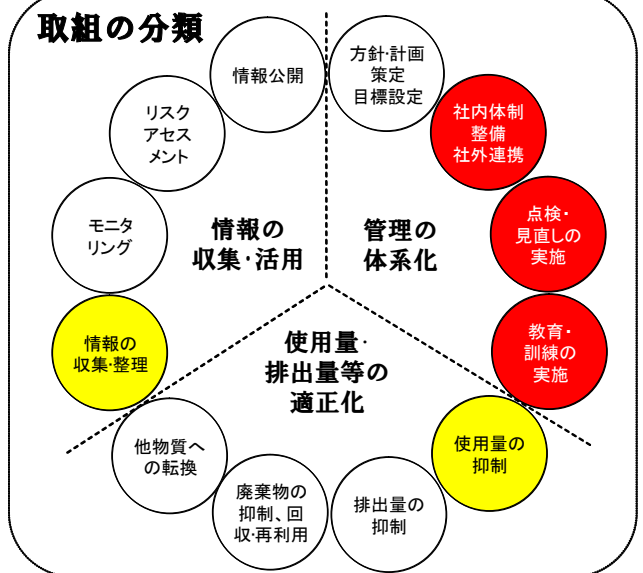 取組の分類
情報公開
方針・計画
策定
目標設定
リスク
アセス
メント
社内体制
整備
社外連携
モニタ
リング
情報の
収集・活用
管理の
体系化
点検・
見直しの
実施
情報の
収集・整理
使用量・
排出量等の
適正化
教育・
訓練の
実施
他物質へ
の転換
廃棄物の
抑制、回
収・再利用
排出量の
抑制
使用量の
抑制